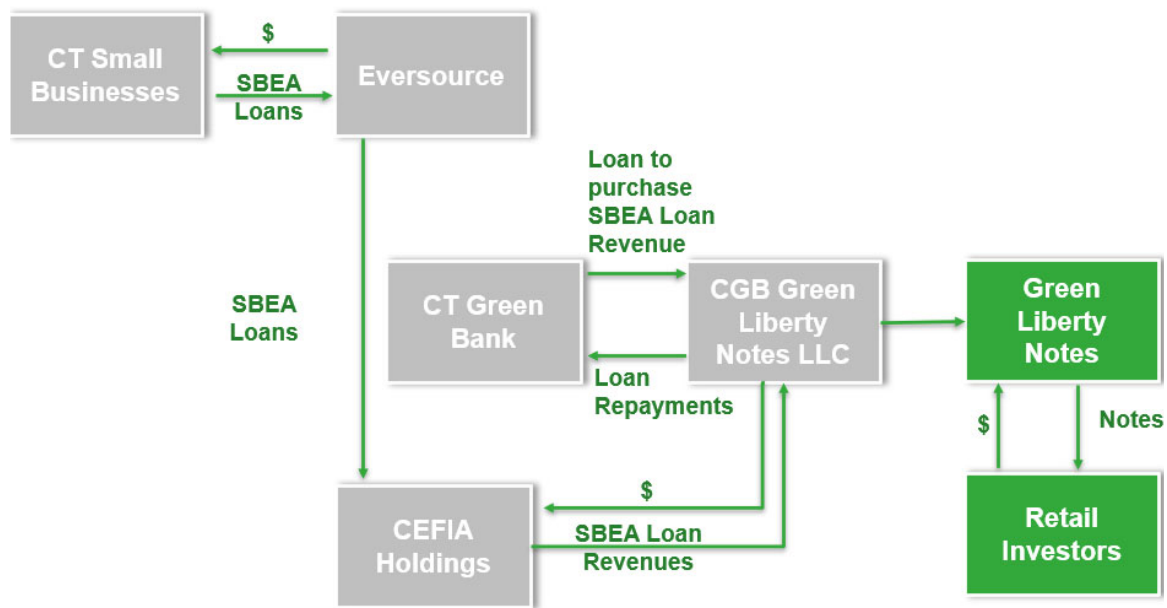 CT Small
Businesses
$
SBEA
Loans
Eversource
Loan to
purchase
SBEA Loan
Revenue
SBEA
Loans
CT Green
Bank
CGB Green
Liberty
Notes LLC
Green
Liberty
Notes
Loan
Repayments
$
Notes
CEFIA
Holdings
$
SBEA Loan
Revenues
Retail
Investors